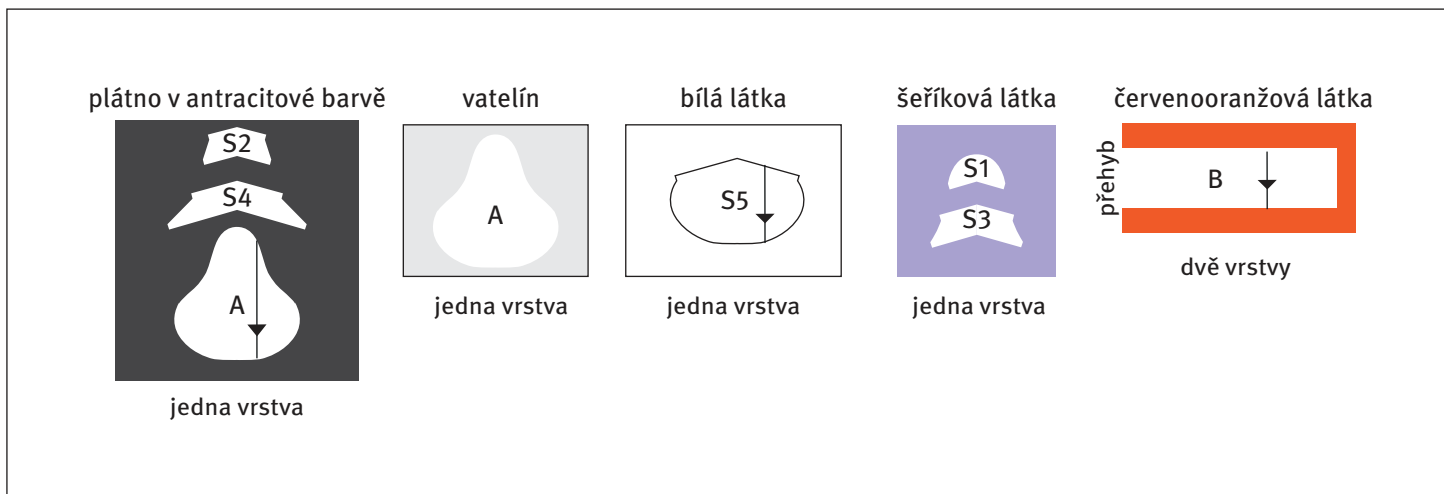 plátno v antracitové barvě
S2
S4
A
jedna vrstva
vatelín
A
jedna vrstva
bílá látka
S5
jedna vrstva
šeříková látka
S1
S3
jedna vrstva
červenooranžová látka
přehyb
B
dvě vrstvy